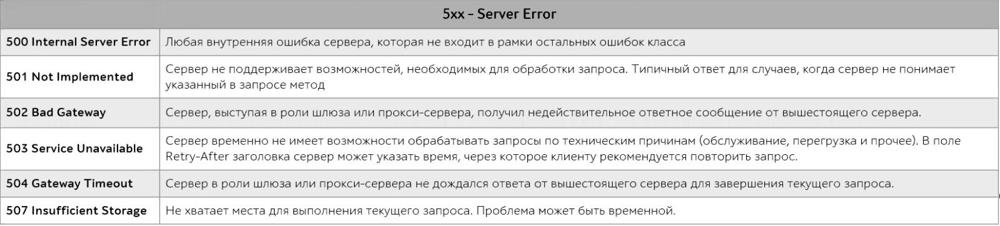 5xx - Server Error
500 Internal Server Error
Любая внутренняя ошибка сервера, которая не входит в рамки остальных ошибок класса
501 Not Implemented
Сервер не поддерживает возможностей, необходимых для обработки запроса. Типичный ответ для случаев, когда сервер не понимает
указанный в запросе метод
502 Bad Gateway
Сервер, выступая в роли шлюза или прокси-сервера, получил недействительное ответное сообщение от вышестоящего сервера.
503 Service Unavailable
Сервер временно не имеет возможности обрабатывать запросы по техническим причинам (обслуживание, перегрузка и прочее). В поле
Retry-After заголовка сервер может указать время, через которое клиенту рекомендуется повторить запрос.
504 Gateway Timeout
Сервер в роли шлюза или прокси-сервера не дождался ответа от вышестоящего сервера для завершения текущего запроса.
507 Insufficient Storage
Не хватает места для выполнения текущего запроса. Проблема может быть временной.